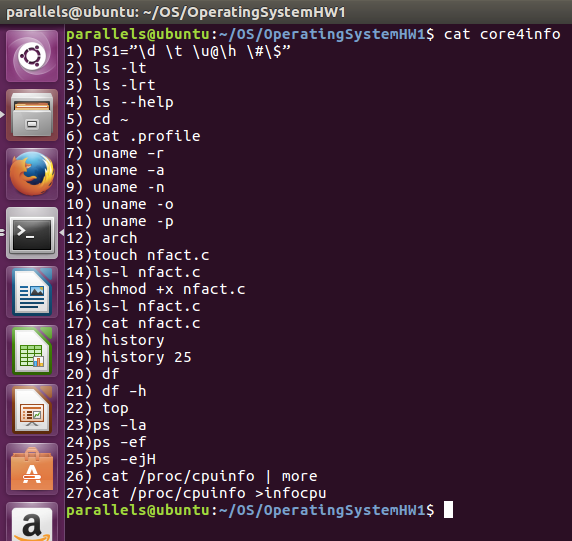 parallels@ubuntu: ~/OS/OperatingSystemHW1
parallels@ubuntu:~/OS/OperatingSystemHW1$ cat core4info
1) PS1=”\d \t \u@\h \#\$”
2) ls -lt
3) ls -lrt
4) ls --help
5) cd ~
6) cat .profile
7) uname –r
8) uname –a
9) uname -n
10) uname -o
11) uname -p
12) arch
13)touch nfact.c
14)ls-l nfact.c
15) chmod +x nfact.c
16)ls-l nfact.c
17) cat nfact.c
18) history
19) history 25
20) df
21) df –h
22) top
23)ps –la
24)ps –ef
25)ps –ejH
26) cat /proc/cpuinfo | more
27)cat /proc/cpuinfo >infocpu
parallels@ubuntu:~/OS/OperatingSystemHW1$